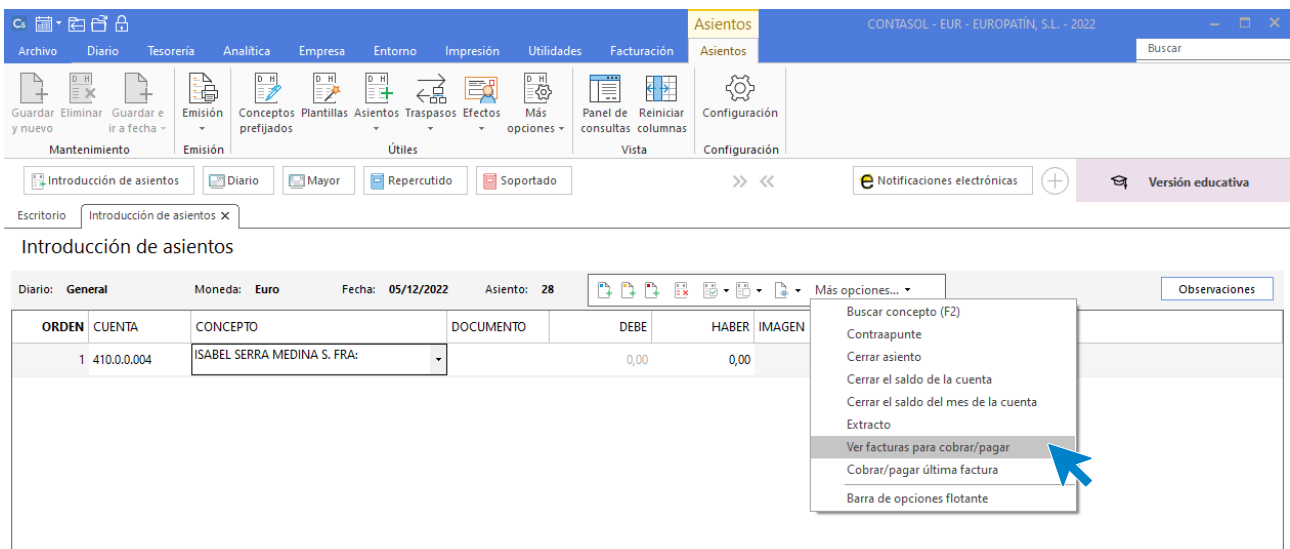 Cs
Asientos
CONTASOL - EUR - EUROPATÍN, S.L. - 2022
Archivo Diario Tesorería Analítica Empresa Entorno Impresión Utilidades Facturación Asientos
Buscar
Guardar y nuevo
Eliminar
Guardar e ir a fecha
Emisión
Conceptos prefijados
Plantillas
Asientos
Traspasos
Efectos
Más opciones
Panel de consultas
Reiniciar columnas
Configuración
Mantenimiento Emisión Útiles Vista Configuración
Introducción de asientos Diario Mayor Repercutido Soportado Notificaciones electrónicas Versión educativa
Escritorio Introducción de asientos
Introducción de asientos
Diario: General Moneda: Euro Fecha: 05/12/2022 Asiento: 28 Más opciones... Observaciones
ORDEN CUENTA CONCEPTO DOCUMENTO DEBE HABER IMAGEN
1 410.0.0.004 ISABEL SERRA MEDINA S. FRA: 0,00 0,00
Buscar concepto (F2)
Contraapunte
Cerrar asiento
Cerrar el saldo de la cuenta
Cerrar el saldo del mes de la cuenta
Extracto
Ver facturas para cobrar/pagar
Cobrar/pagar última factura
Barra de opciones flotante